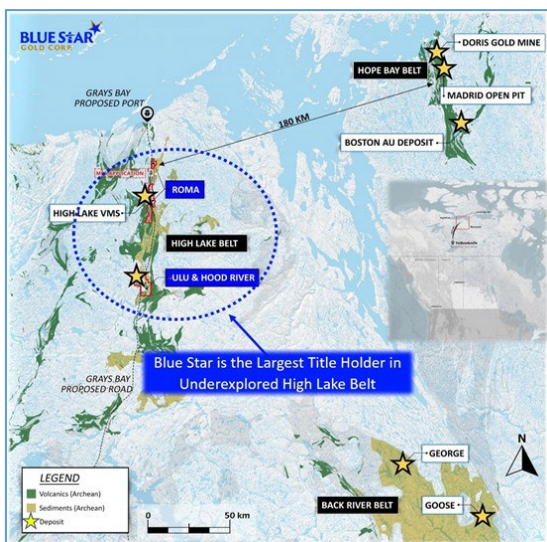 BLUE STAR
GOLD CORP.
DORIS GOLD MINE
HOPE BAY BELT
GRAYS BAY
PROPOSED PORT
MADRID OPEN PIT
180 KM
BOSTON AU DEPOSIT
APPLICATION
ROMA
HIGH LAKE VMS
HIGH LAKE BELT
ULU & HOOD RIVER
Blue Star is the Largest Title Holder in
Underexplored High Lake Belt
GRAYS BAY
PROPOSED ROAD
GEORGE
N
LEGEND
Volcanics (Archean)
Sediments (Archean)
Deposit
BACK RIVER BELT
GOOSE
0
50 km